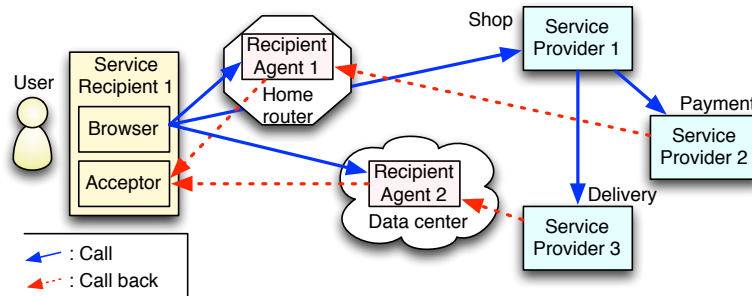 User
Service
Recipient 1
Browser
Acceptor
Recipient
Agent 1
Home
router
Recipient
Agent 2
Data center
Shop
Service
Provider 1
Payment
Service
Provider 2
Delivery
Service
Provider 3
: Call
: Call back